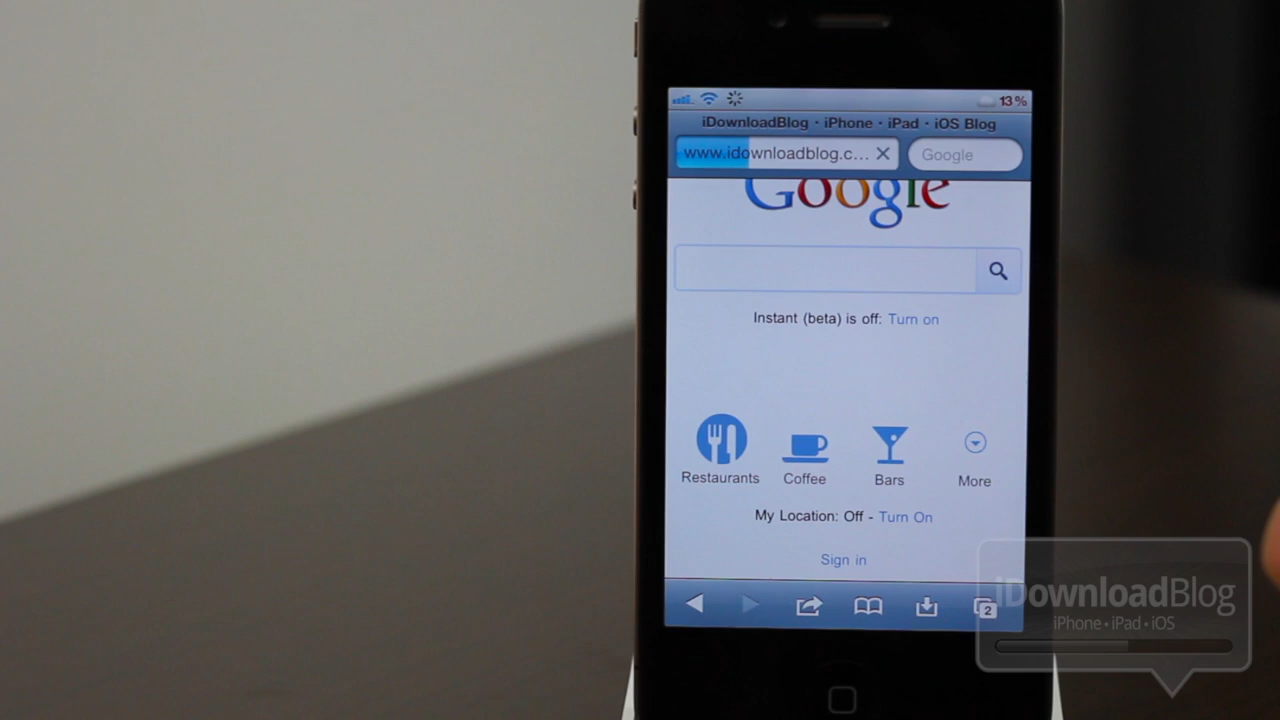 13%
iDownloadBlog · iPhone · iPad · iOS Blog
www.idownloadblog.c... Google
Google
Instant (beta) is off: Turn on
Restaurants Coffee Bars More
My Location: Off - Turn On
Sign in
2
iDownloadBlog
iPhone • iPad • iOS